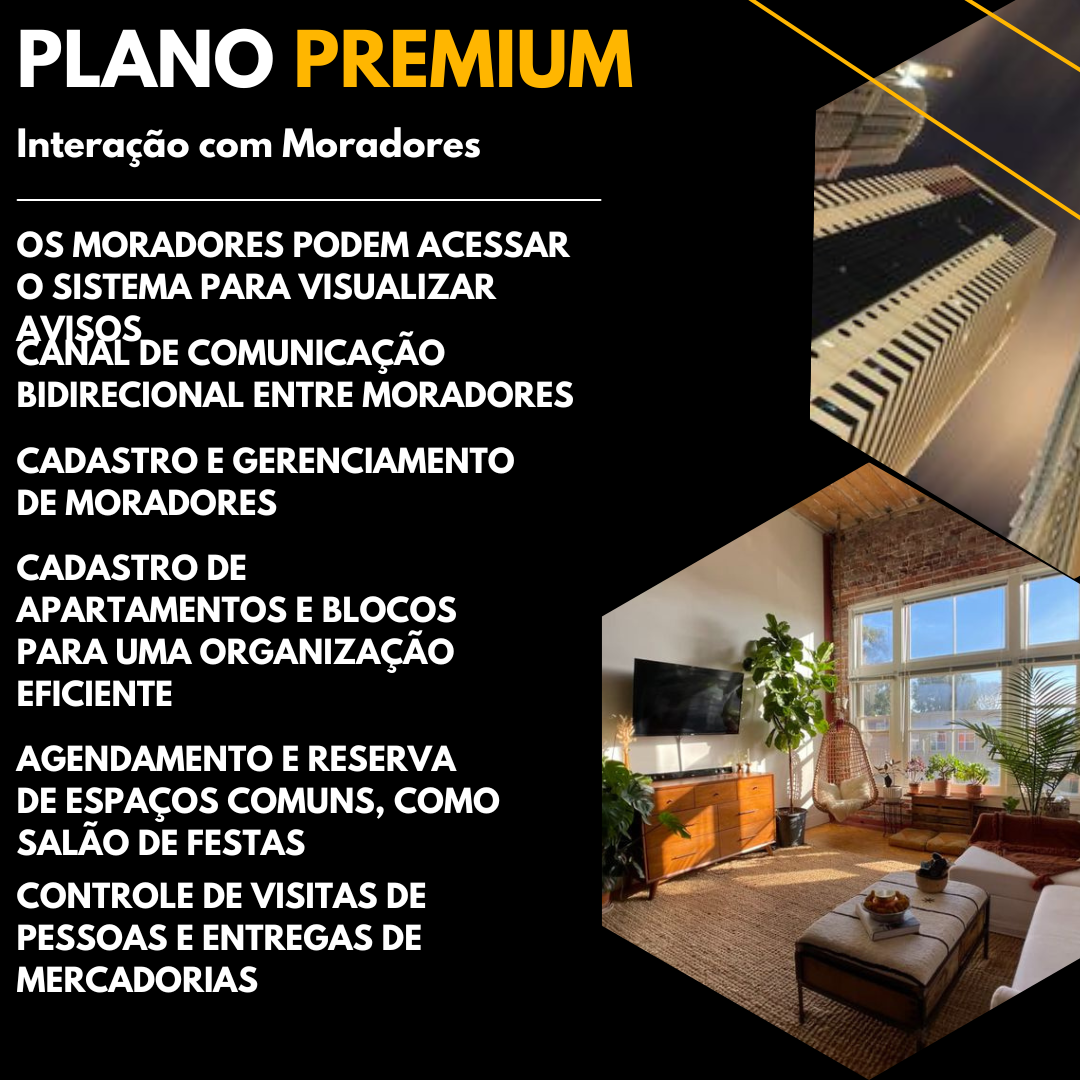 PLANO PREMIUM
Interação com Moradores
OS MORADORES PODEM ACESSAR
O SISTEMA PARA VISUALIZAR
AVISOS
CANAL DE COMUNICAÇÃO
BIDIRECIONAL ENTRE MORADORES
CADASTRO E GERENCIAMENTO
DE MORADORES
CADASTRO DE
APARTAMENTOS E BLOCOS
PARA UMA ORGANIZAÇÃO
EFICIENTE
AGENDAMENTO E RESERVA
DE ESPAÇOS COMUNS, COMO
SALÃO DE FESTAS
CONTROLE DE VISITAS DE
PESSOAS E ENTREGAS DE
MERCADORIAS